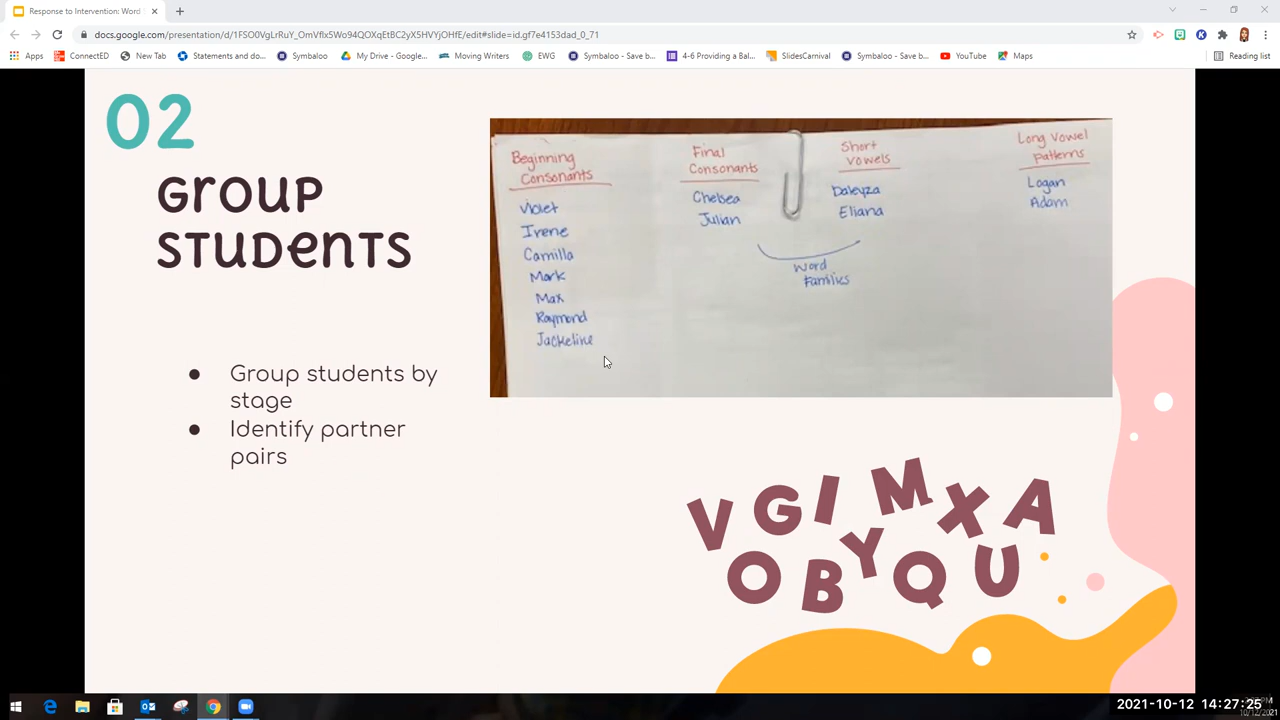 Response to Intervention: Word
docs.google.com/presentation/d/1FSO0VgLrRuY_OmVflx5Wo94QOXqEtBC2yX5HVYjOHfE/edit#slide=id.gf7e4153dad_0_71
Apps ConnectED New Tab Statements and do... Symbaloo My Drive - Google... Moving Writers EWG Symbaloo - Save b... 4-6 Providing a Bal... SlidesCarnival Symbaloo - Save b... YouTube Maps Reading list
02
Group
Students
Group students by
stage
Identify partner
pairs
Beginning
Consonants
Violet
Irene
Camilla
Mark
Max
Raymond
Jackeline
Final
Consonants
Chelsea
Julian
Short
vowels
Daleyza
Eliana
word
families
Long Vowel
patterns
Logan
Adam
V G I M X A
O B Y Q U
2021-10-12 14:27:25
10/12/2021